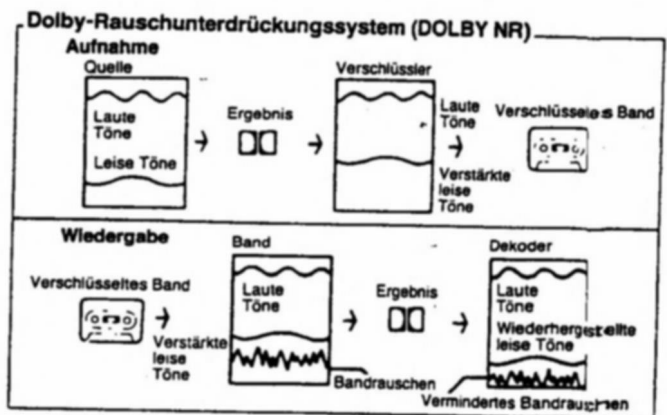 Dolby-Rauschunterdrückungssystem (DOLBY NR)
Aufnahme
Quelle
Laute
Töne
Leise Töne
Ergebnis
Verschlüssler
Laute
Töne
Verstärkte
leise
Töne
Verschlüsseltes Band
Wiedergabe
Verschlüsseltes Band
Verstärkte
leise
Töne
Band
Laute
Töne
Bandrauschen
Ergebnis
Dekoder
Laute
Töne
Wiederhergestellte
leise Töne
Vermindertes Bandrauschen